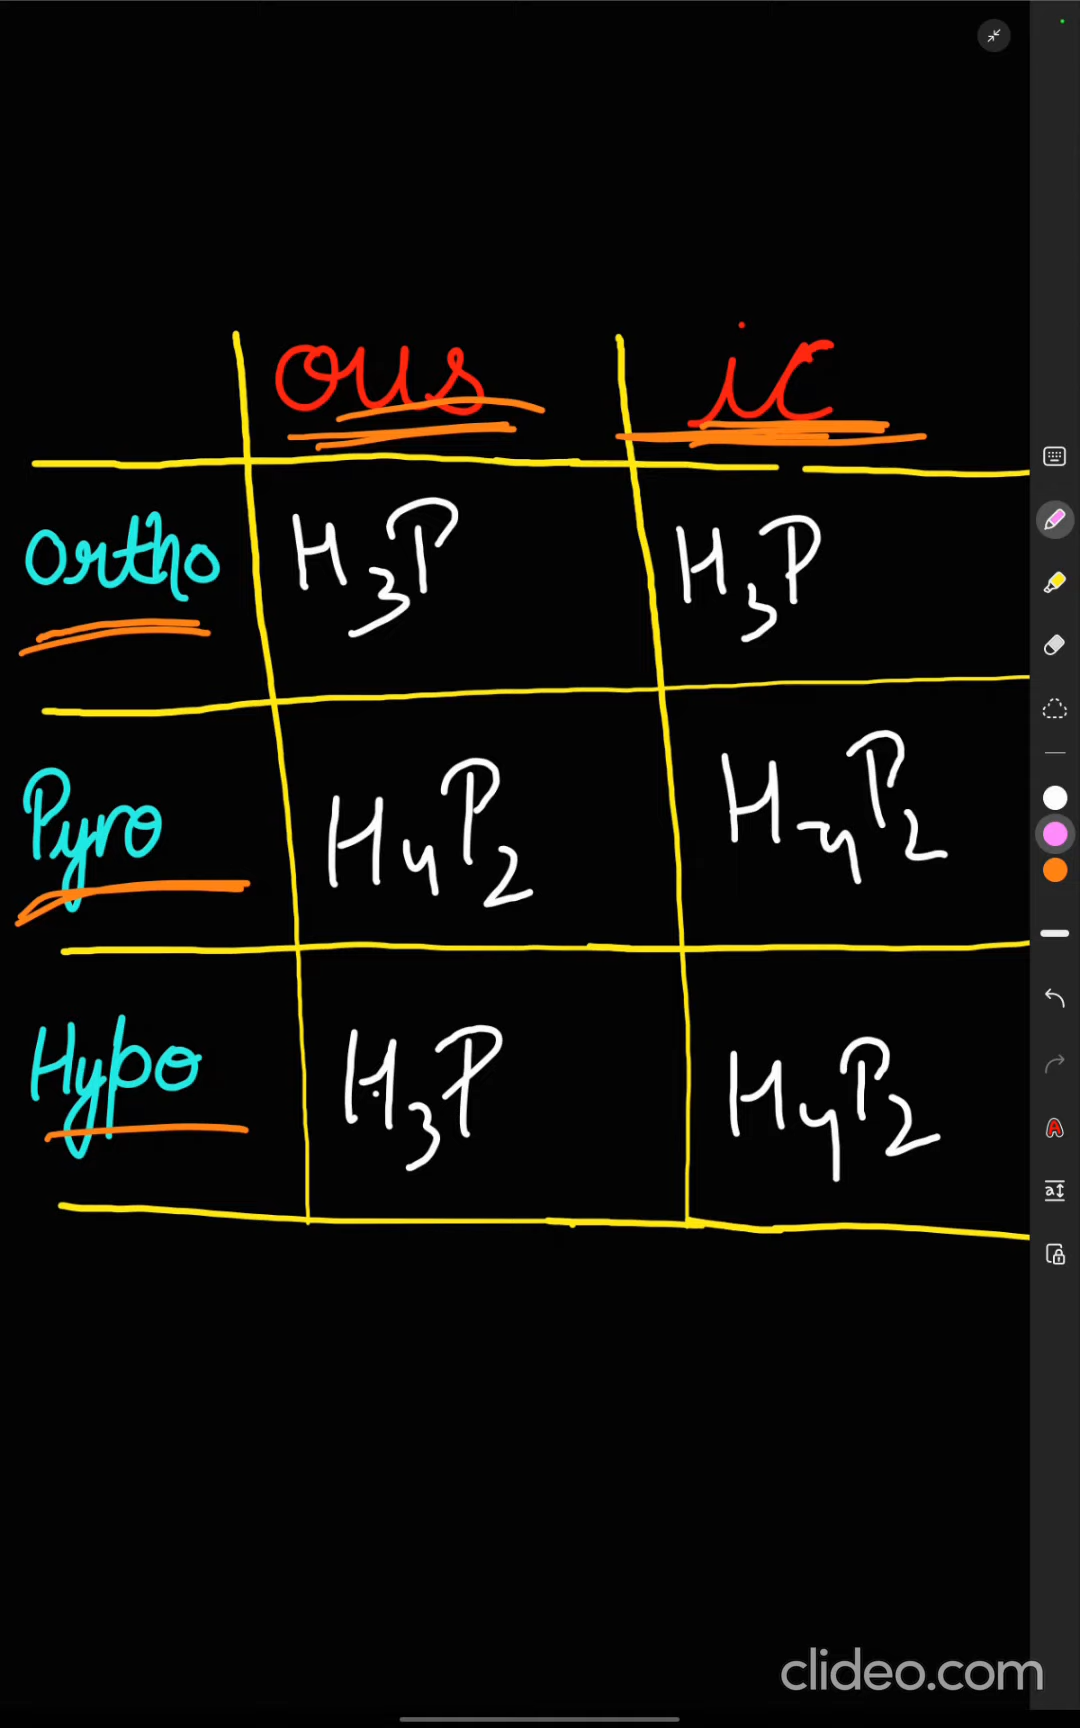 ous ic
Ortho H₃P H₃P
Pyro H₄P₂ H₄P₂
Hypo H₃P H₄P₂
clideo.com